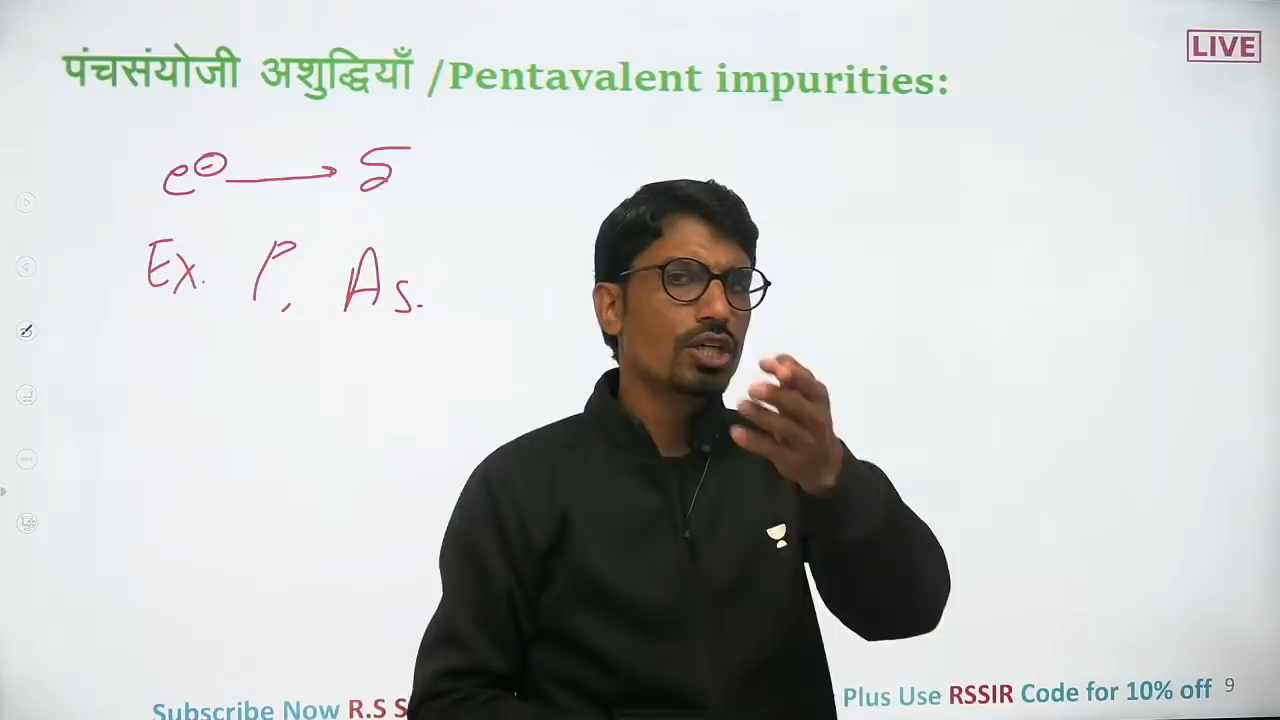 LIVE
पंचसंयोजी अशुद्धियाँ /Pentavalent impurities:
e⊖ → 5
Ex. P, As.
Subscribe Now R.S S
Plus Use RSSIR Code for 10% off
9